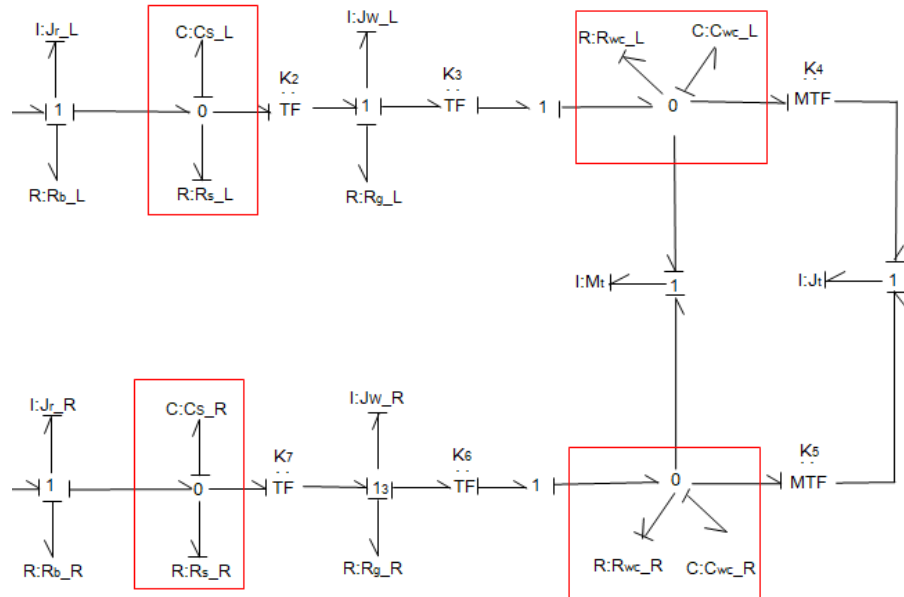 I:Jr_L
C:Cs_L
I:Jw_L
R:Rwc_L
C:Cwc_L
K2
K3
K4
1
0
TF
1
TF
1
0
MTF
R:Rb_L
R:Rs_L
R:Rg_L
I:Mt
1
I:Jt
1
I:Jr_R
C:Cs_R
I:Jw_R
K7
K6
K5
1
0
TF
13
TF
1
0
MTF
R:Rb_R
R:Rs_R
R:Rg_R
R:Rwc_R
C:Cwc_R